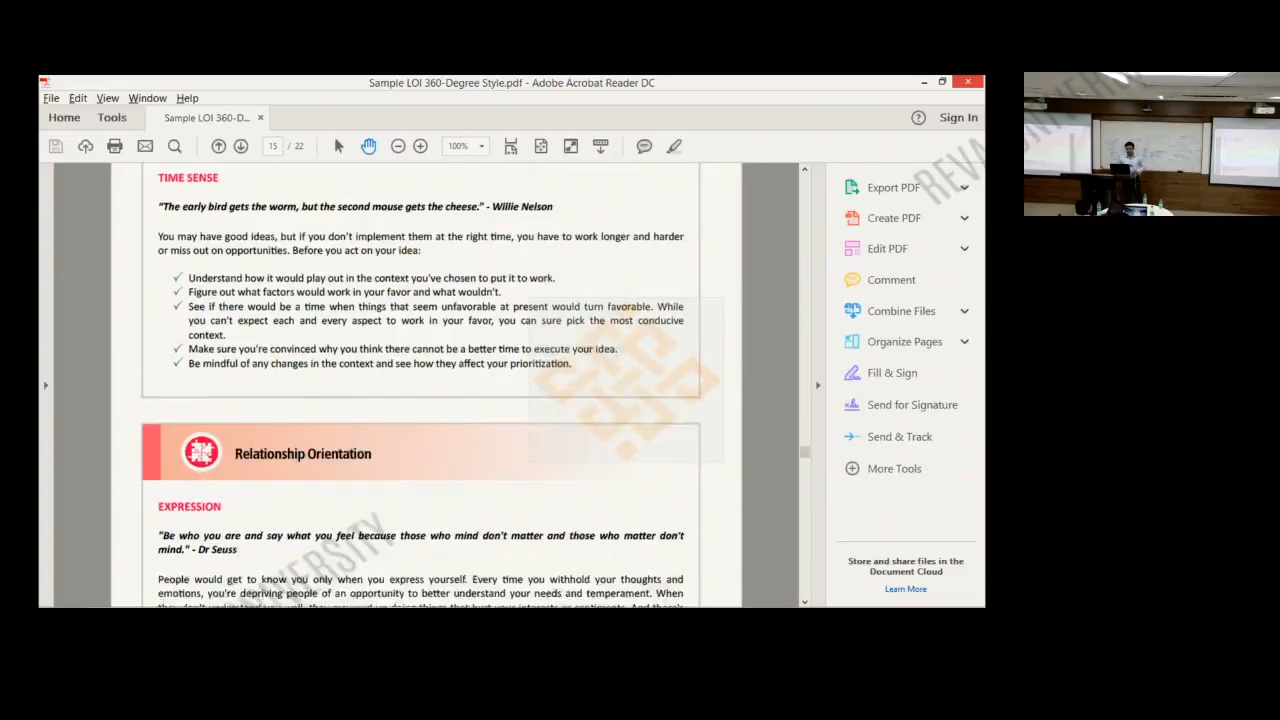 Sample LOI 360-Degree Style.pdf - Adobe Acrobat Reader DC
File Edit View Window Help
Home Tools Sample LOI 360-D... Sign In
15 / 22 100%
TIME SENSE
"The early bird gets the worm, but the second mouse gets the cheese." - Willie Nelson
You may have good ideas, but if you don't implement them at the right time, you have to work longer and harder
or miss out on opportunities. Before you act on your idea:
Understand how it would play out in the context you've chosen to put it to work.
Figure out what factors would work in your favor and what wouldn't.
See if there would be a time when things that seem unfavorable at present would turn favorable. While
you can't expect each and every aspect to work in your favor, you can sure pick the most conducive
context.
Make sure you're convinced why you think there cannot be a better time to execute your idea.
Be mindful of any changes in the context and see how they affect your prioritization.
Relationship Orientation
EXPRESSION
"Be who you are and say what you feel because those who mind don't matter and those who matter don't
mind." - Dr Seuss
People would get to know you only when you express yourself. Every time you withhold your thoughts and
emotions, you're depriving people of an opportunity to better understand your needs and temperament. When
Export PDF
Create PDF
Edit PDF
Comment
Combine Files
Organize Pages
Fill & Sign
Send for Signature
Send & Track
More Tools
Store and share files in the
Document Cloud
Learn More